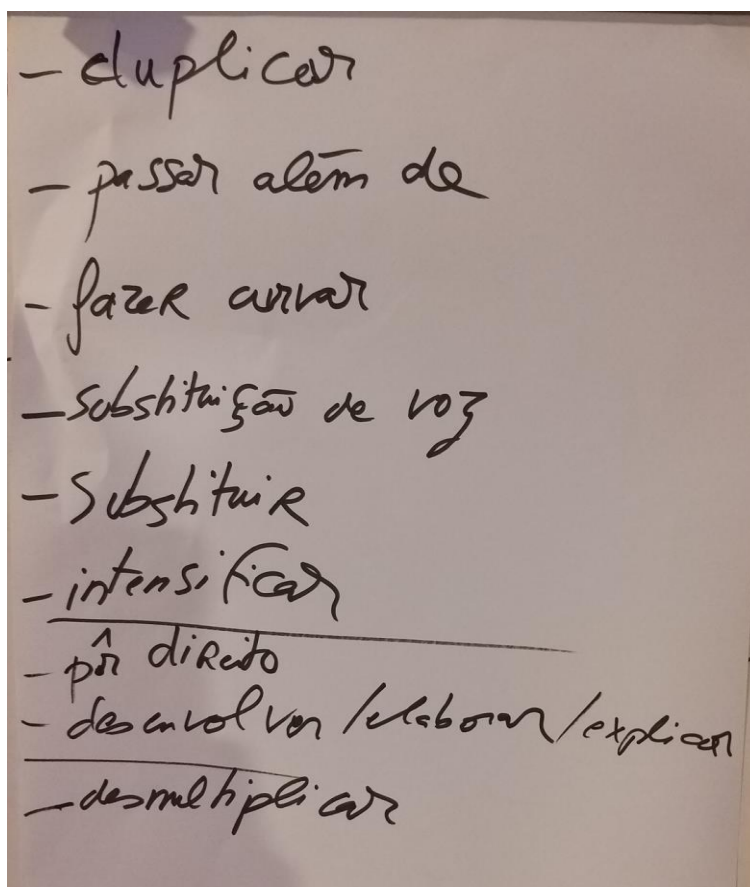 - duplicar
- passar além de
- fazer curvar
- substituição de voz
- Substituir
- intensificar
- pôr direito
- desenvolver/elaborar/explicar
- desmultiplicar